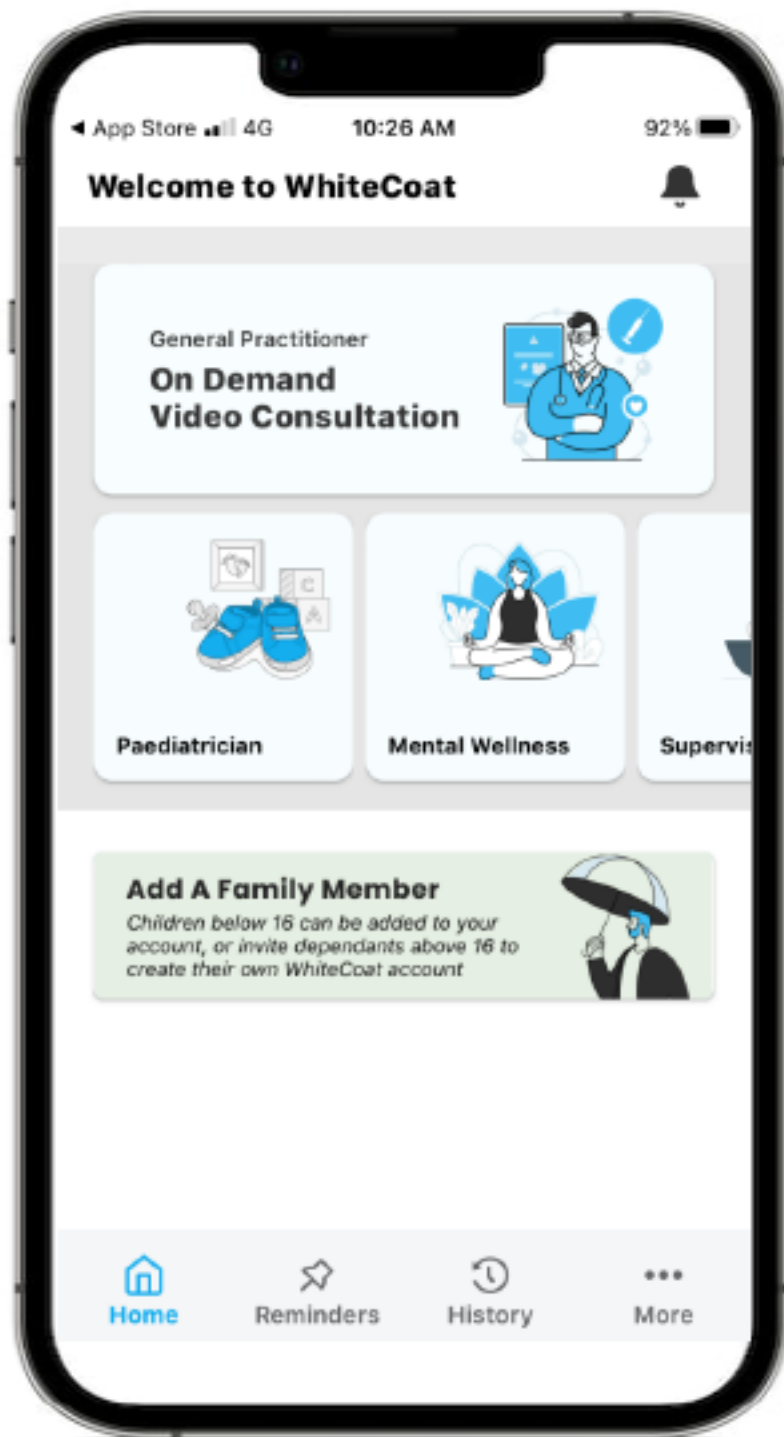 App Store 4G 10:26 AM 92%
Welcome to WhiteCoat
General Practitioner
On Demand
Video Consultation
C
A
Paediatrician Mental Wellness Supervis
Add A Family Member
Children below 16 can be added to your
account, or invite dependants above 16 to
create their own WhiteCoat account
Home Reminders History More